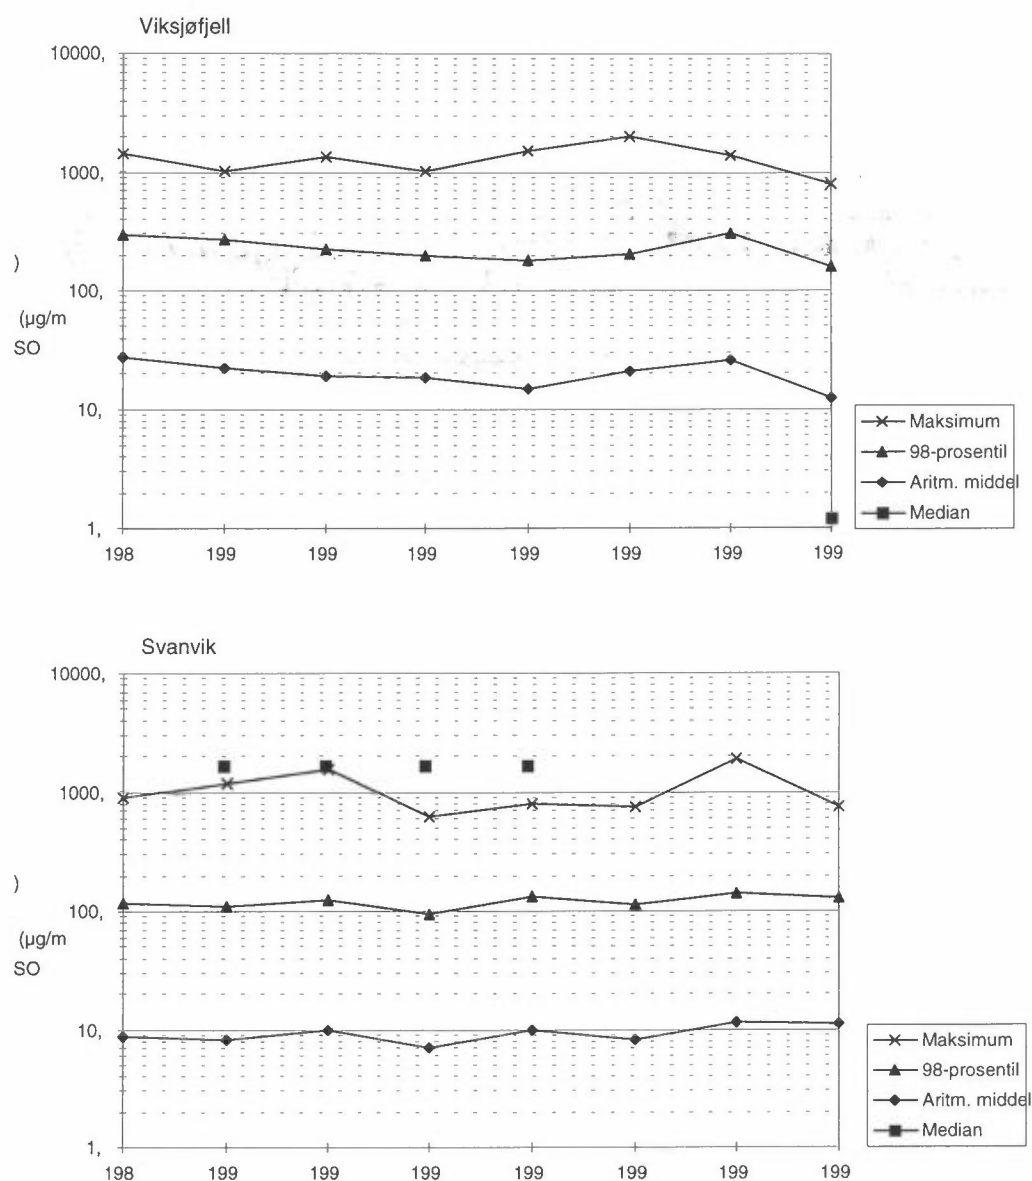 Viksjøfjell
10000,
1000,
)
100,
(µg/m
SO
10,
1,
198 199 199 199 199 199 199 199
Maksimum
98-prosentil
Aritm. middel
Median
Svanvik
10000,
1000,
)
100,
(µg/m
SO
10,
1,
198 199 199 199 199 199 199 199
Maksimum
98-prosentil
Aritm. middel
Median